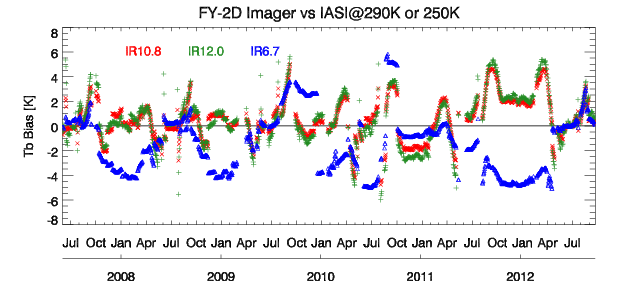 FY-2D Imager vs IASI@290K or 250K
IR10.8 IR12.0 IR6.7
Tb Bias [K]
8
6
4
2
0
-2
-4
-6
-8
Jul Oct Jan Apr Jul Oct Jan Apr Jul Oct Jan Apr Jul Oct Jan Apr Jul Oct Jan Apr Jul
2008 2009 2010 2011 2012